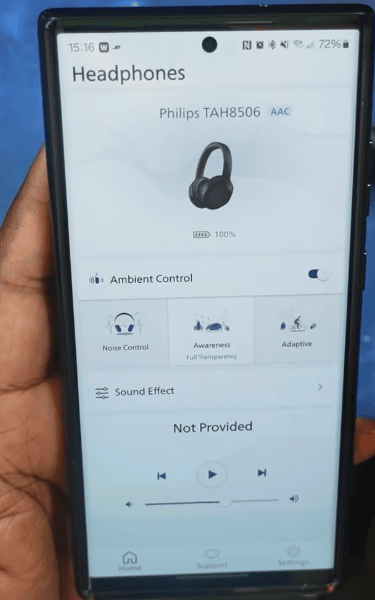 15:16 W 72%
Headphones
Philips TAH8506 AAC
100%
Ambient Control
Noise Control Awareness Adaptive
Full Transparency
Sound Effect
Not Provided
Home Support Settings